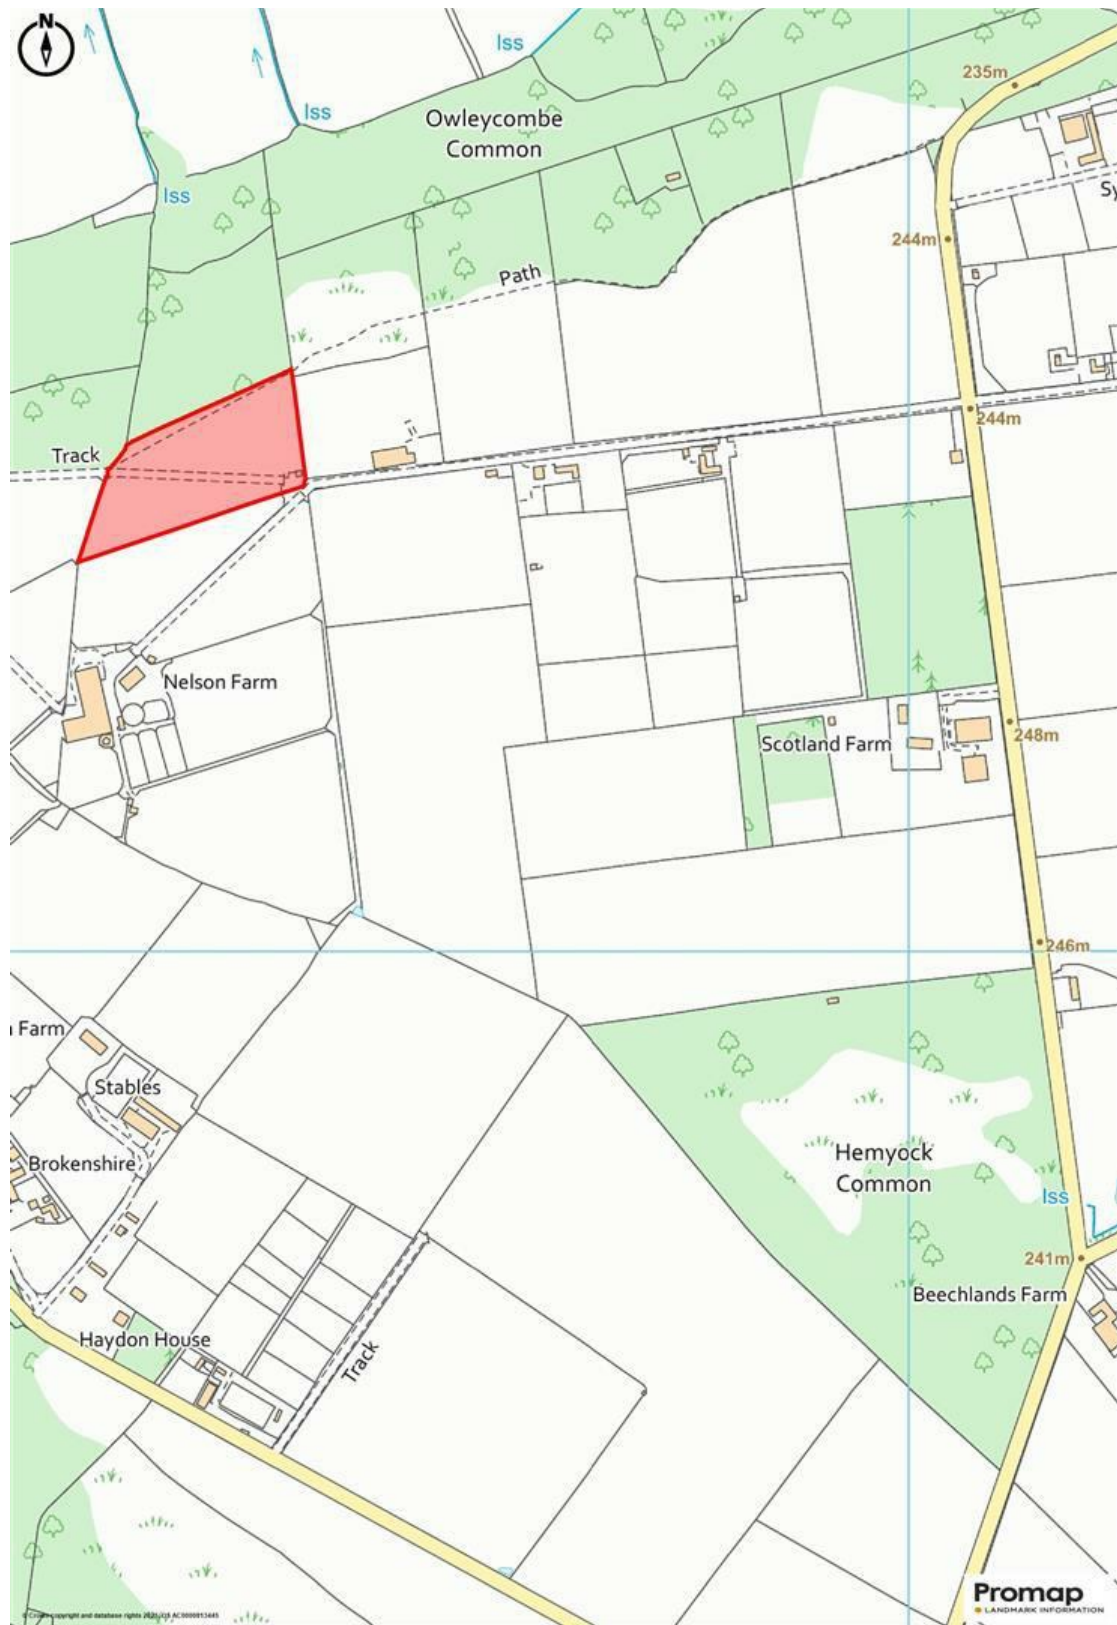 N
Iss
Iss
Iss
235m
Owleycombe
Common
Sy
244m
Path
244m
Track
Nelson Farm
Scotland Farm
248m
246m
Farm
Stables
Brokenshire
Hemyock
Common
Iss
241m
Beechlands Farm
Haydon House
Track
Promap
LANDMARK INFORMATION